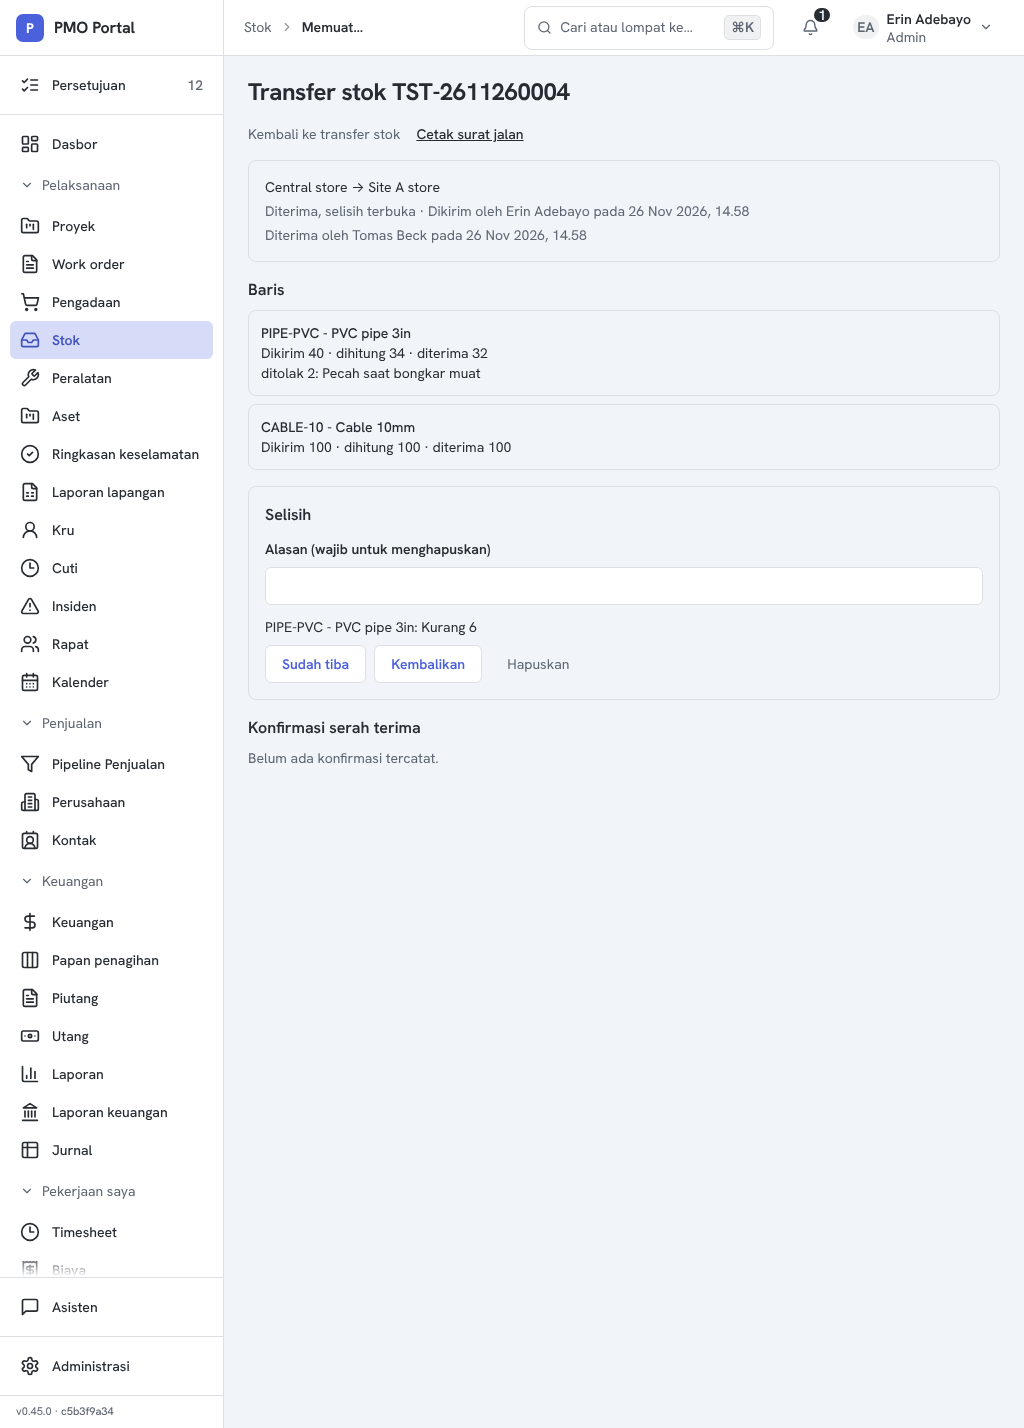 P PMO Portal
Persetujuan 12
Dasbor
Pelaksanaan
Proyek
Work order
Pengadaan
Stok
Peralatan
Aset
Ringkasan keselamatan
Laporan lapangan
Kru
Cuti
Insiden
Rapat
Kalender
Penjualan
Pipeline Penjualan
Perusahaan
Kontak
Keuangan
Keuangan
Papan penagihan
Piutang
Utang
Laporan
Laporan keuangan
Jurnal
Pekerjaan saya
Timesheet
Biaya
Asisten
Administrasi
v0.45.0 · c5b3f9a34
Stok > Memuat...
Cari atau lompat ke... ⌘K
1
EA
Erin Adebayo
Admin
Transfer stok TST-2611260004
Kembali ke transfer stok Cetak surat jalan
Central store → Site A store
Diterima, selisih terbuka · Dikirim oleh Erin Adebayo pada 26 Nov 2026, 14.58
Diterima oleh Tomas Beck pada 26 Nov 2026, 14.58
Baris
PIPE-PVC - PVC pipe 3in
Dikirim 40 · dihitung 34 · diterima 32
ditolak 2: Pecah saat bongkar muat
CABLE-10 - Cable 10mm
Dikirim 100 · dihitung 100 · diterima 100
Selisih
Alasan (wajib untuk menghapuskan)
PIPE-PVC - PVC pipe 3in: Kurang 6
Sudah tiba Kembalikan Hapuskan
Konfirmasi serah terima
Belum ada konfirmasi tercatat.